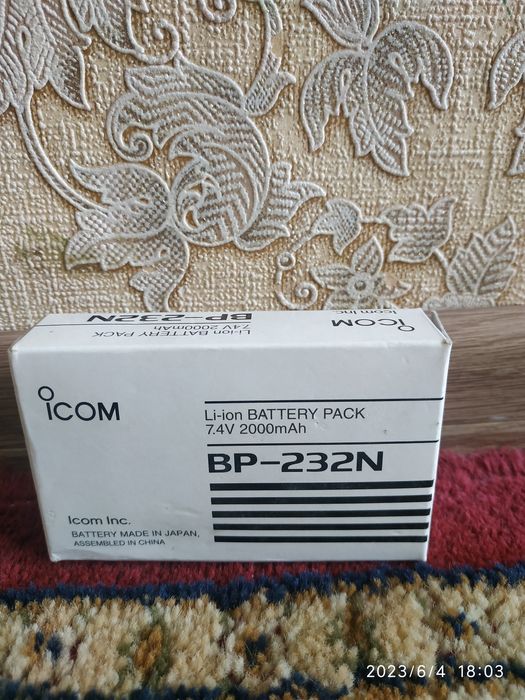 BP-232N
Li-ion BATTERY PACK
7.4V 2000mAh
ICOM
Icom Inc.
ICOM
Li-ion BATTERY PACK
7.4V 2000mAh
BP-232N
Icom Inc.
BATTERY MADE IN JAPAN,
ASSEMBLED IN CHINA
2023/6/4 18:03